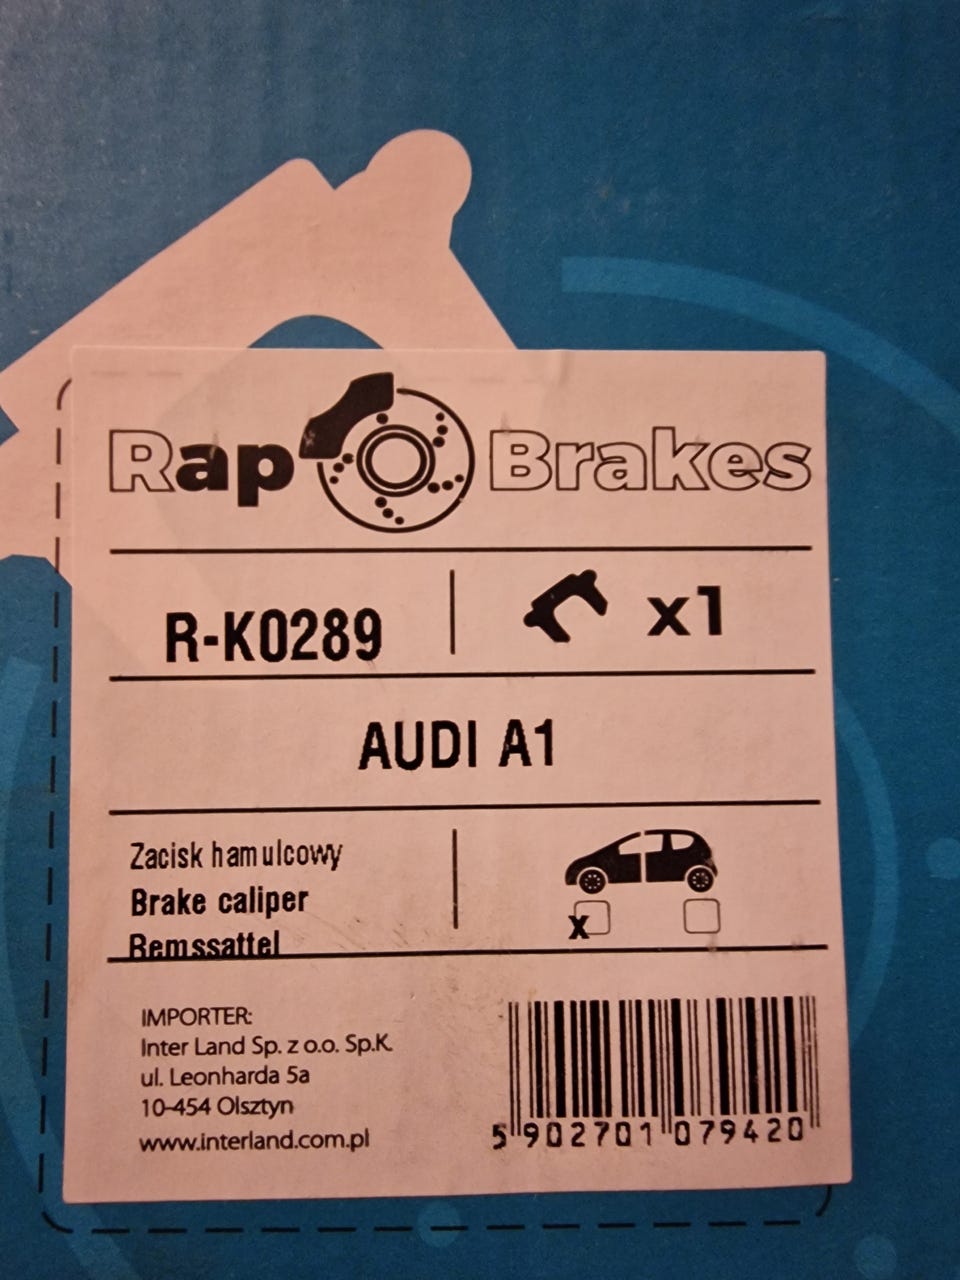 Rap Brakes
R-K0289 x1
AUDI A1
Zacisk hamulcowy
Brake caliper
Remssattel
x
IMPORTER:
Inter Land Sp. z o.o. Sp.K.
ul. Leonharda 5a
10-454 Olsztyn
www.interland.com.pl
5 902701 079420